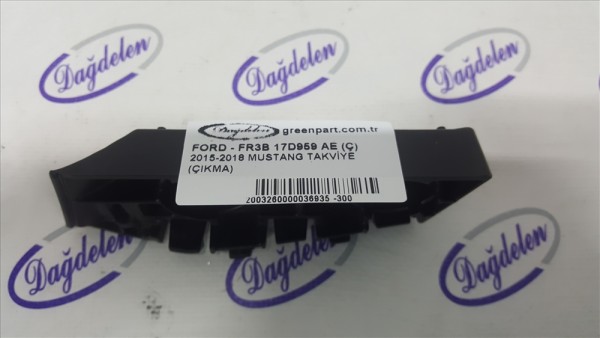 Dağdelen
Dağdelen
Dağdelen
Dağdelen greenpart.com.tr
FORD - FR3B 17D959 AE (Ç)
2015-2018 MUSTANG TAKVİYE
(ÇIKMA)
2003260000036935 -300
Dağdelen
Dağdelen
Dağdelen